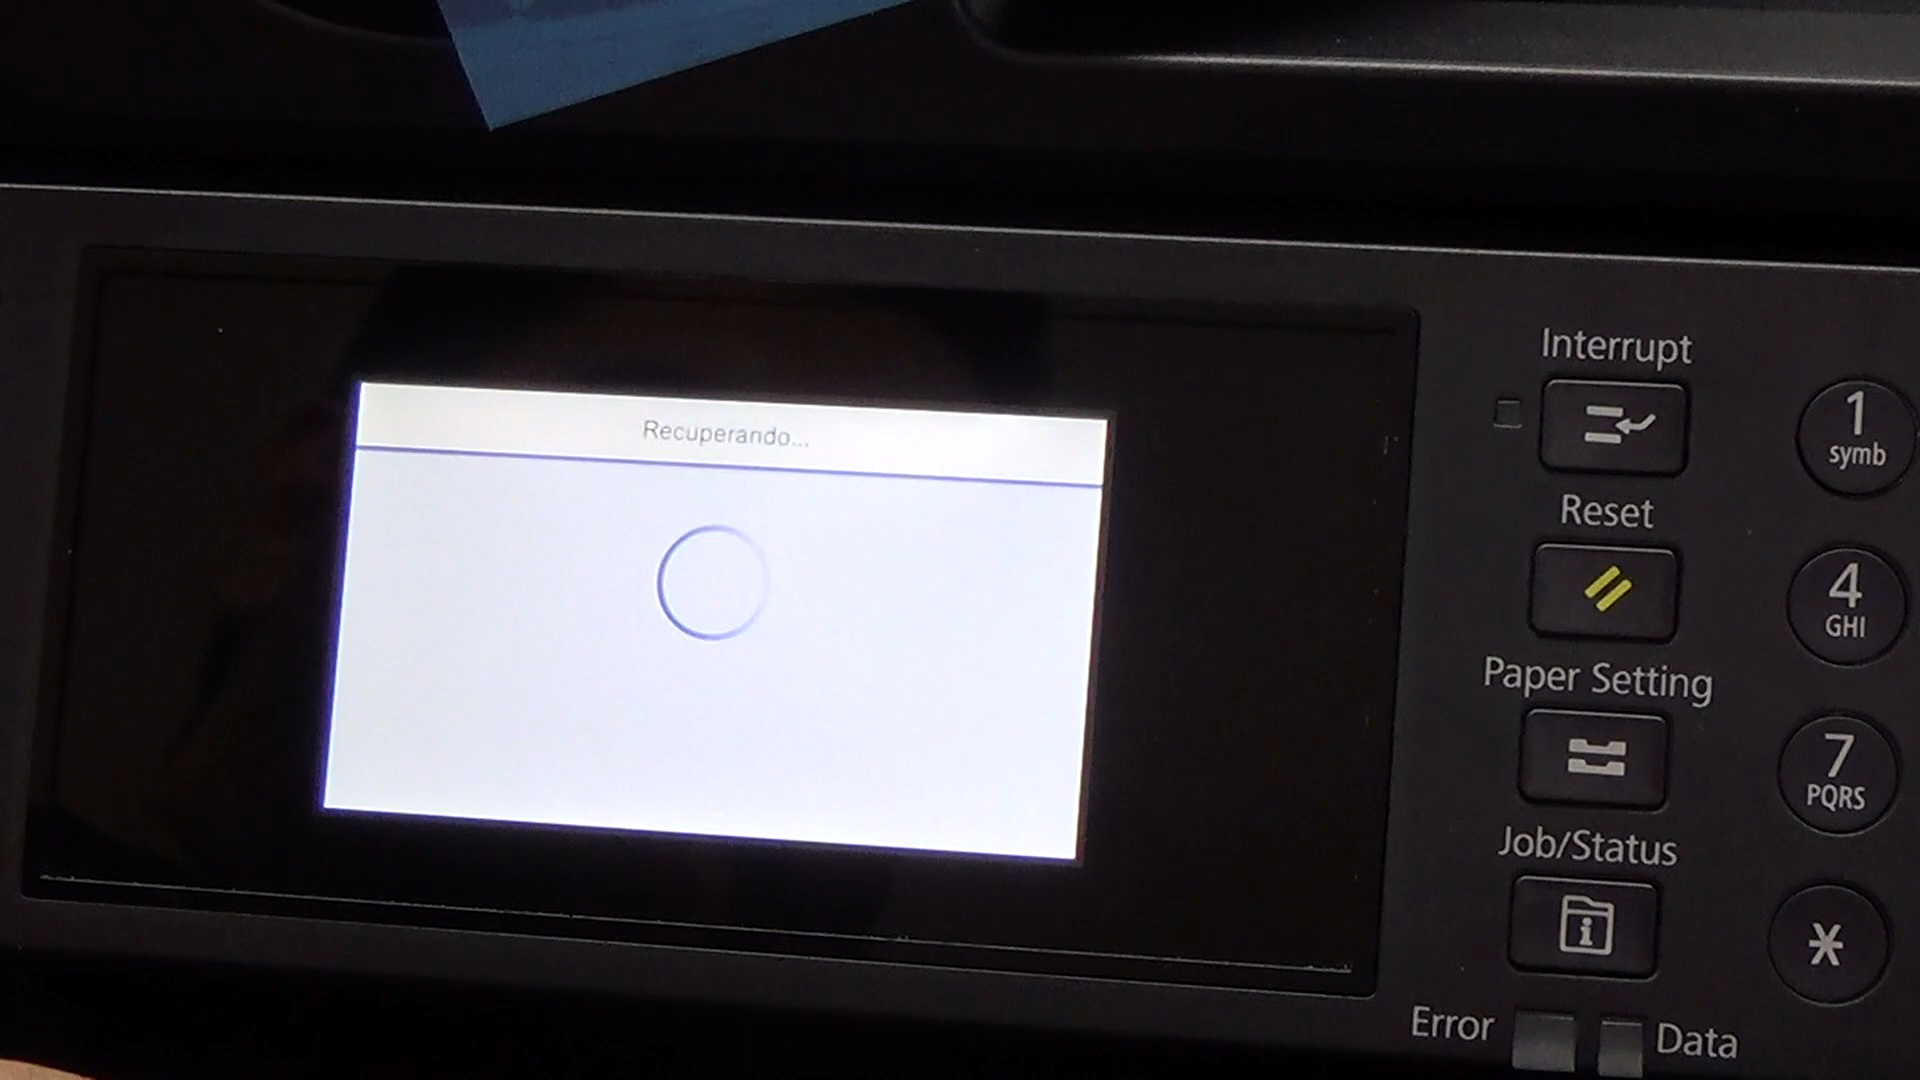 Recuperando...
Interrupt
1
symb
Reset
4
GHI
Paper Setting
7
PQRS
Job/Status
*
Error
Data